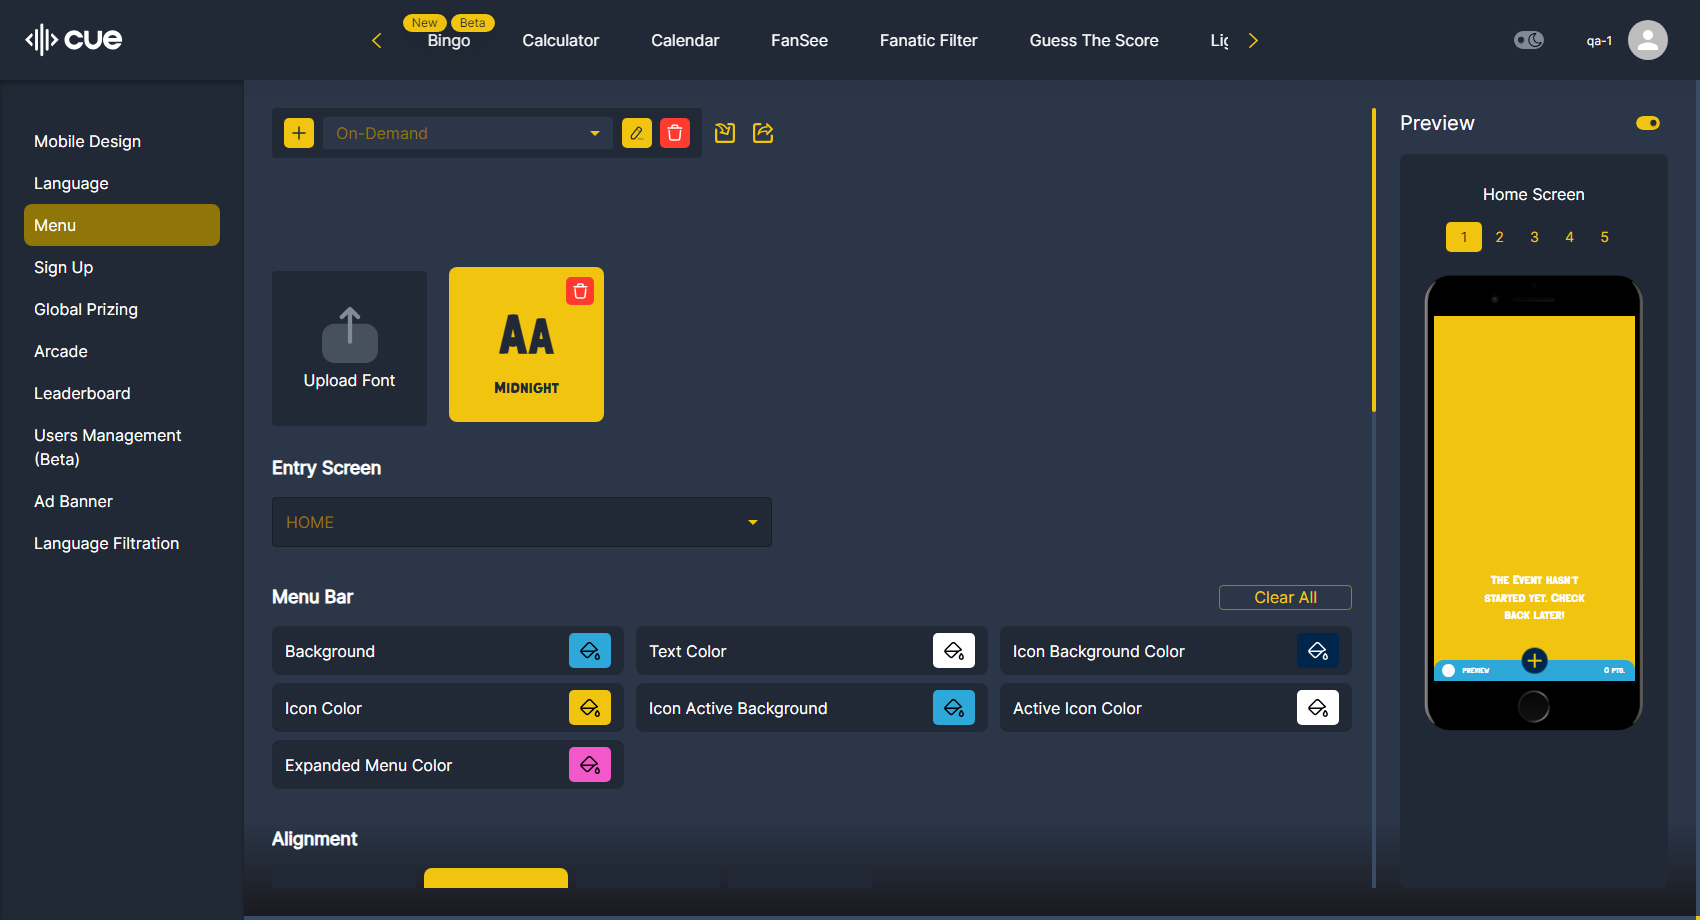 cue
New Beta
Bingo
Calculator
Calendar
FanSee
Fanatic Filter
Guess The Score
qa-1
Mobile Design
Language
Menu
Sign Up
Global Prizing
Arcade
Leaderboard
Users Management
(Beta)
Ad Banner
Language Filtration
On-Demand
Upload Font
AA
MIDNIGHT
Entry Screen
HOME
Menu Bar
Clear All
Background
Text Color
Icon Background Color
Icon Color
Icon Active Background
Active Icon Color
Expanded Menu Color
Alignment
Preview
Home Screen
1 2 3 4 5
THE EVENT HASN'T
STARTED YET. CHECK
BACK LATER!
PREVIEW
0 PTS.